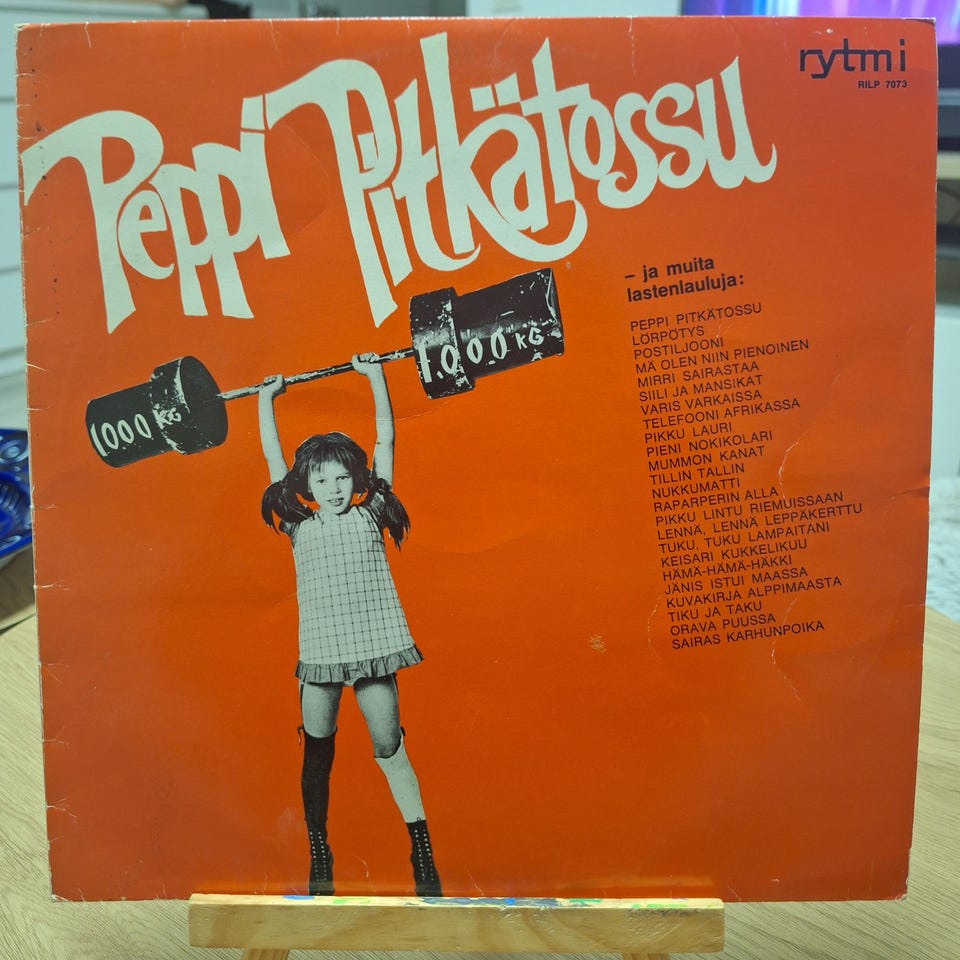 Peppi Pitkätossu
rytmi
RILP 7073
– ja muita
lastenlauluja:
PEPPI PITKÄTOSSU
LÖRPÖTYS
POSTILJOONI
MÄ OLEN NIIN PIENOINEN
MIRRI SAIRASTAA
SIILI JA MANSIKAT
VARIS VARKAISSA
TELEFOONI AFRIKASSA
PIKKU LAURI
PIENI NOKIKOLARI
MUMMON KANAT
TILLIN TALLIN
NUKKUMATTI
RAPARPERIN ALLA
PIKKU LINTU RIEMUISSAAN
LENNÄ, LENNÄ LEPPÄKERTTU
TUKU, TUKU LAMPAITANI
KEISARI KUKKELIKUU
HÄMÄ-HÄMÄ-HÄKKI
JÄNIS ISTUI MAASSA
KUVAKIRJA ALPPIMAASTA
TIKU JA TAKU
ORAVA PUUSSA
SAIRAS KARHUNPOIKA
1000 KG
1.000 KG